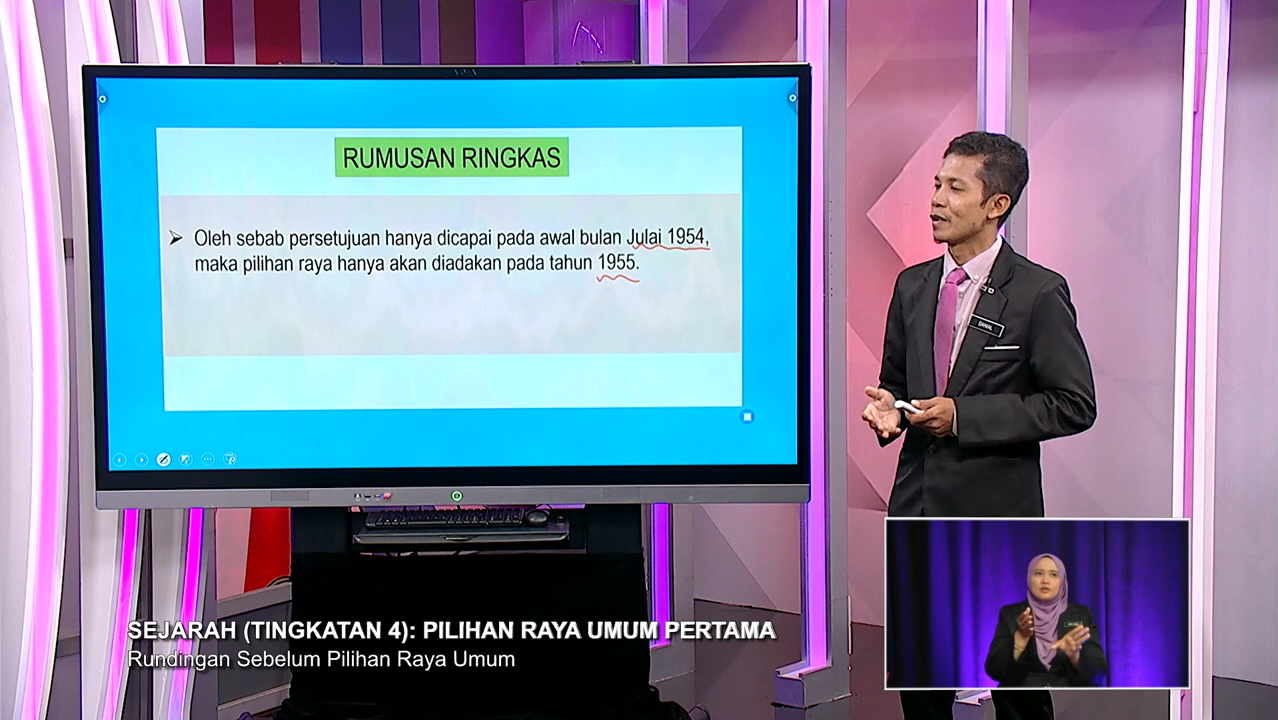 RUMUSAN RINGKAS
➢ Oleh sebab persetujuan hanya dicapai pada awal bulan Julai 1954,
maka pilihan raya hanya akan diadakan pada tahun 1955.
DANIAL
SEJARAH (TINGKATAN 4): PILIHAN RAYA UMUM PERTAMA
Rundingan Sebelum Pilihan Raya Umum